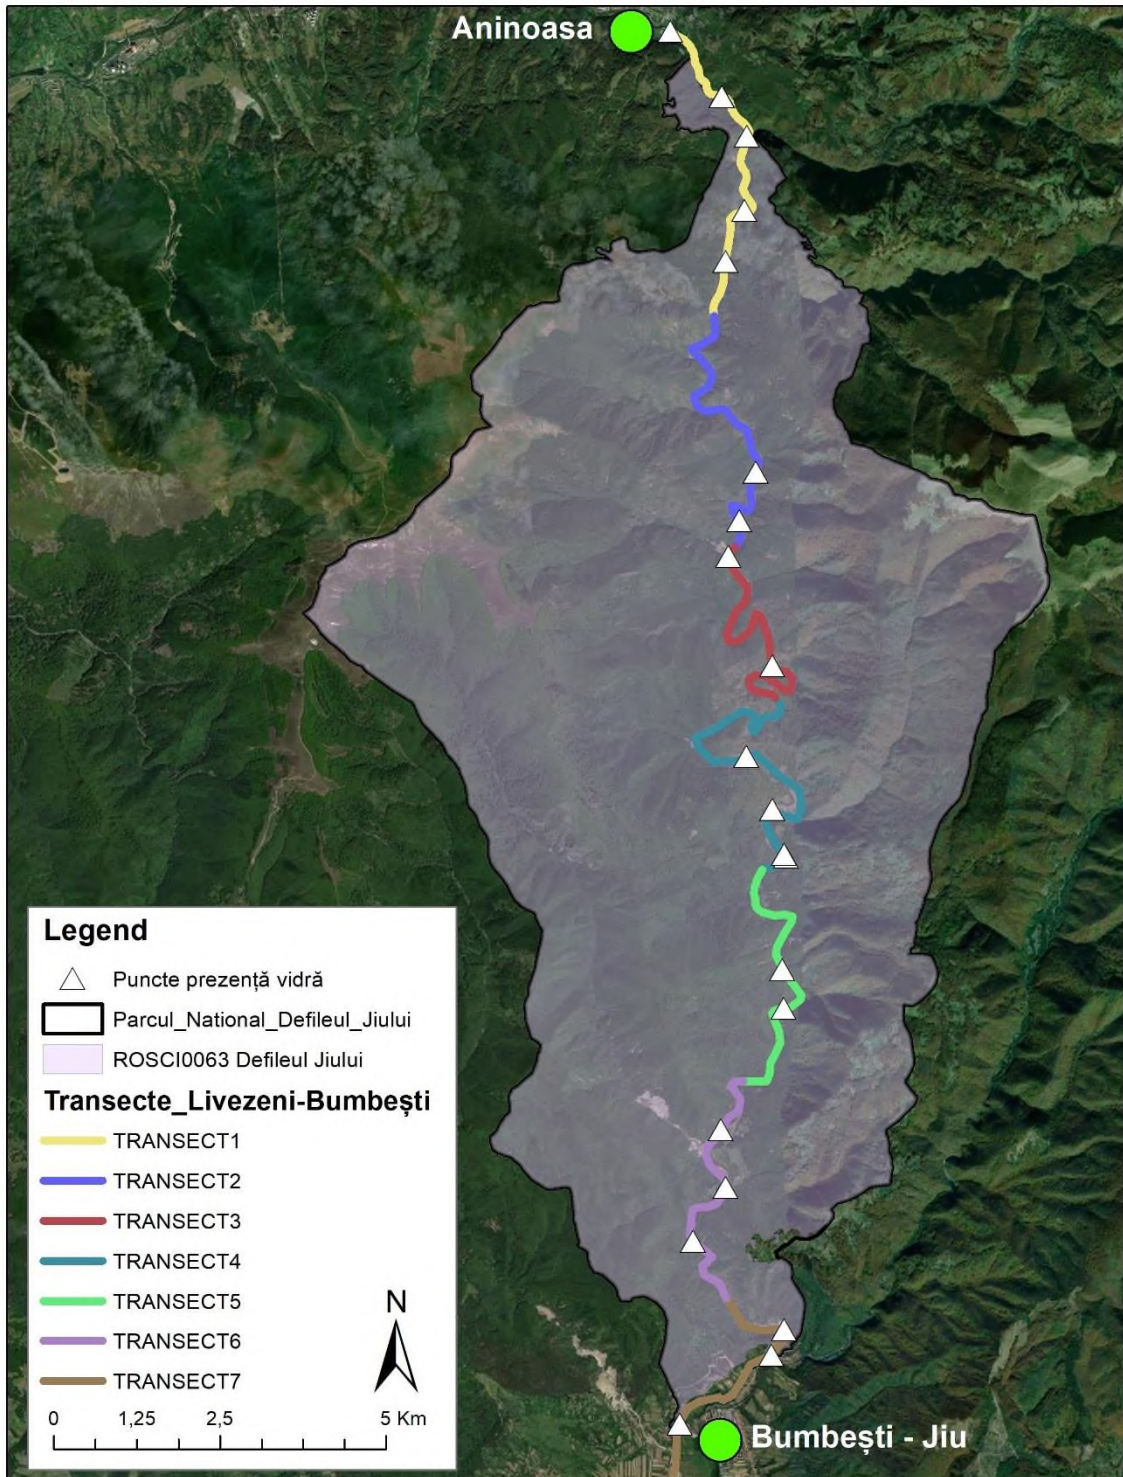 Aninoasa
Legend
Puncte prezență vidră
Parcul_National_Defileul_Jiului
ROSCI0063 Defileul Jiului
Transecte_Livezeni-Bumbești
TRANSECT1
TRANSECT2
TRANSECT3
TRANSECT4
TRANSECT5
TRANSECT6
TRANSECT7
N
0 1,25 2,5 5 Km
Bumbești - Jiu